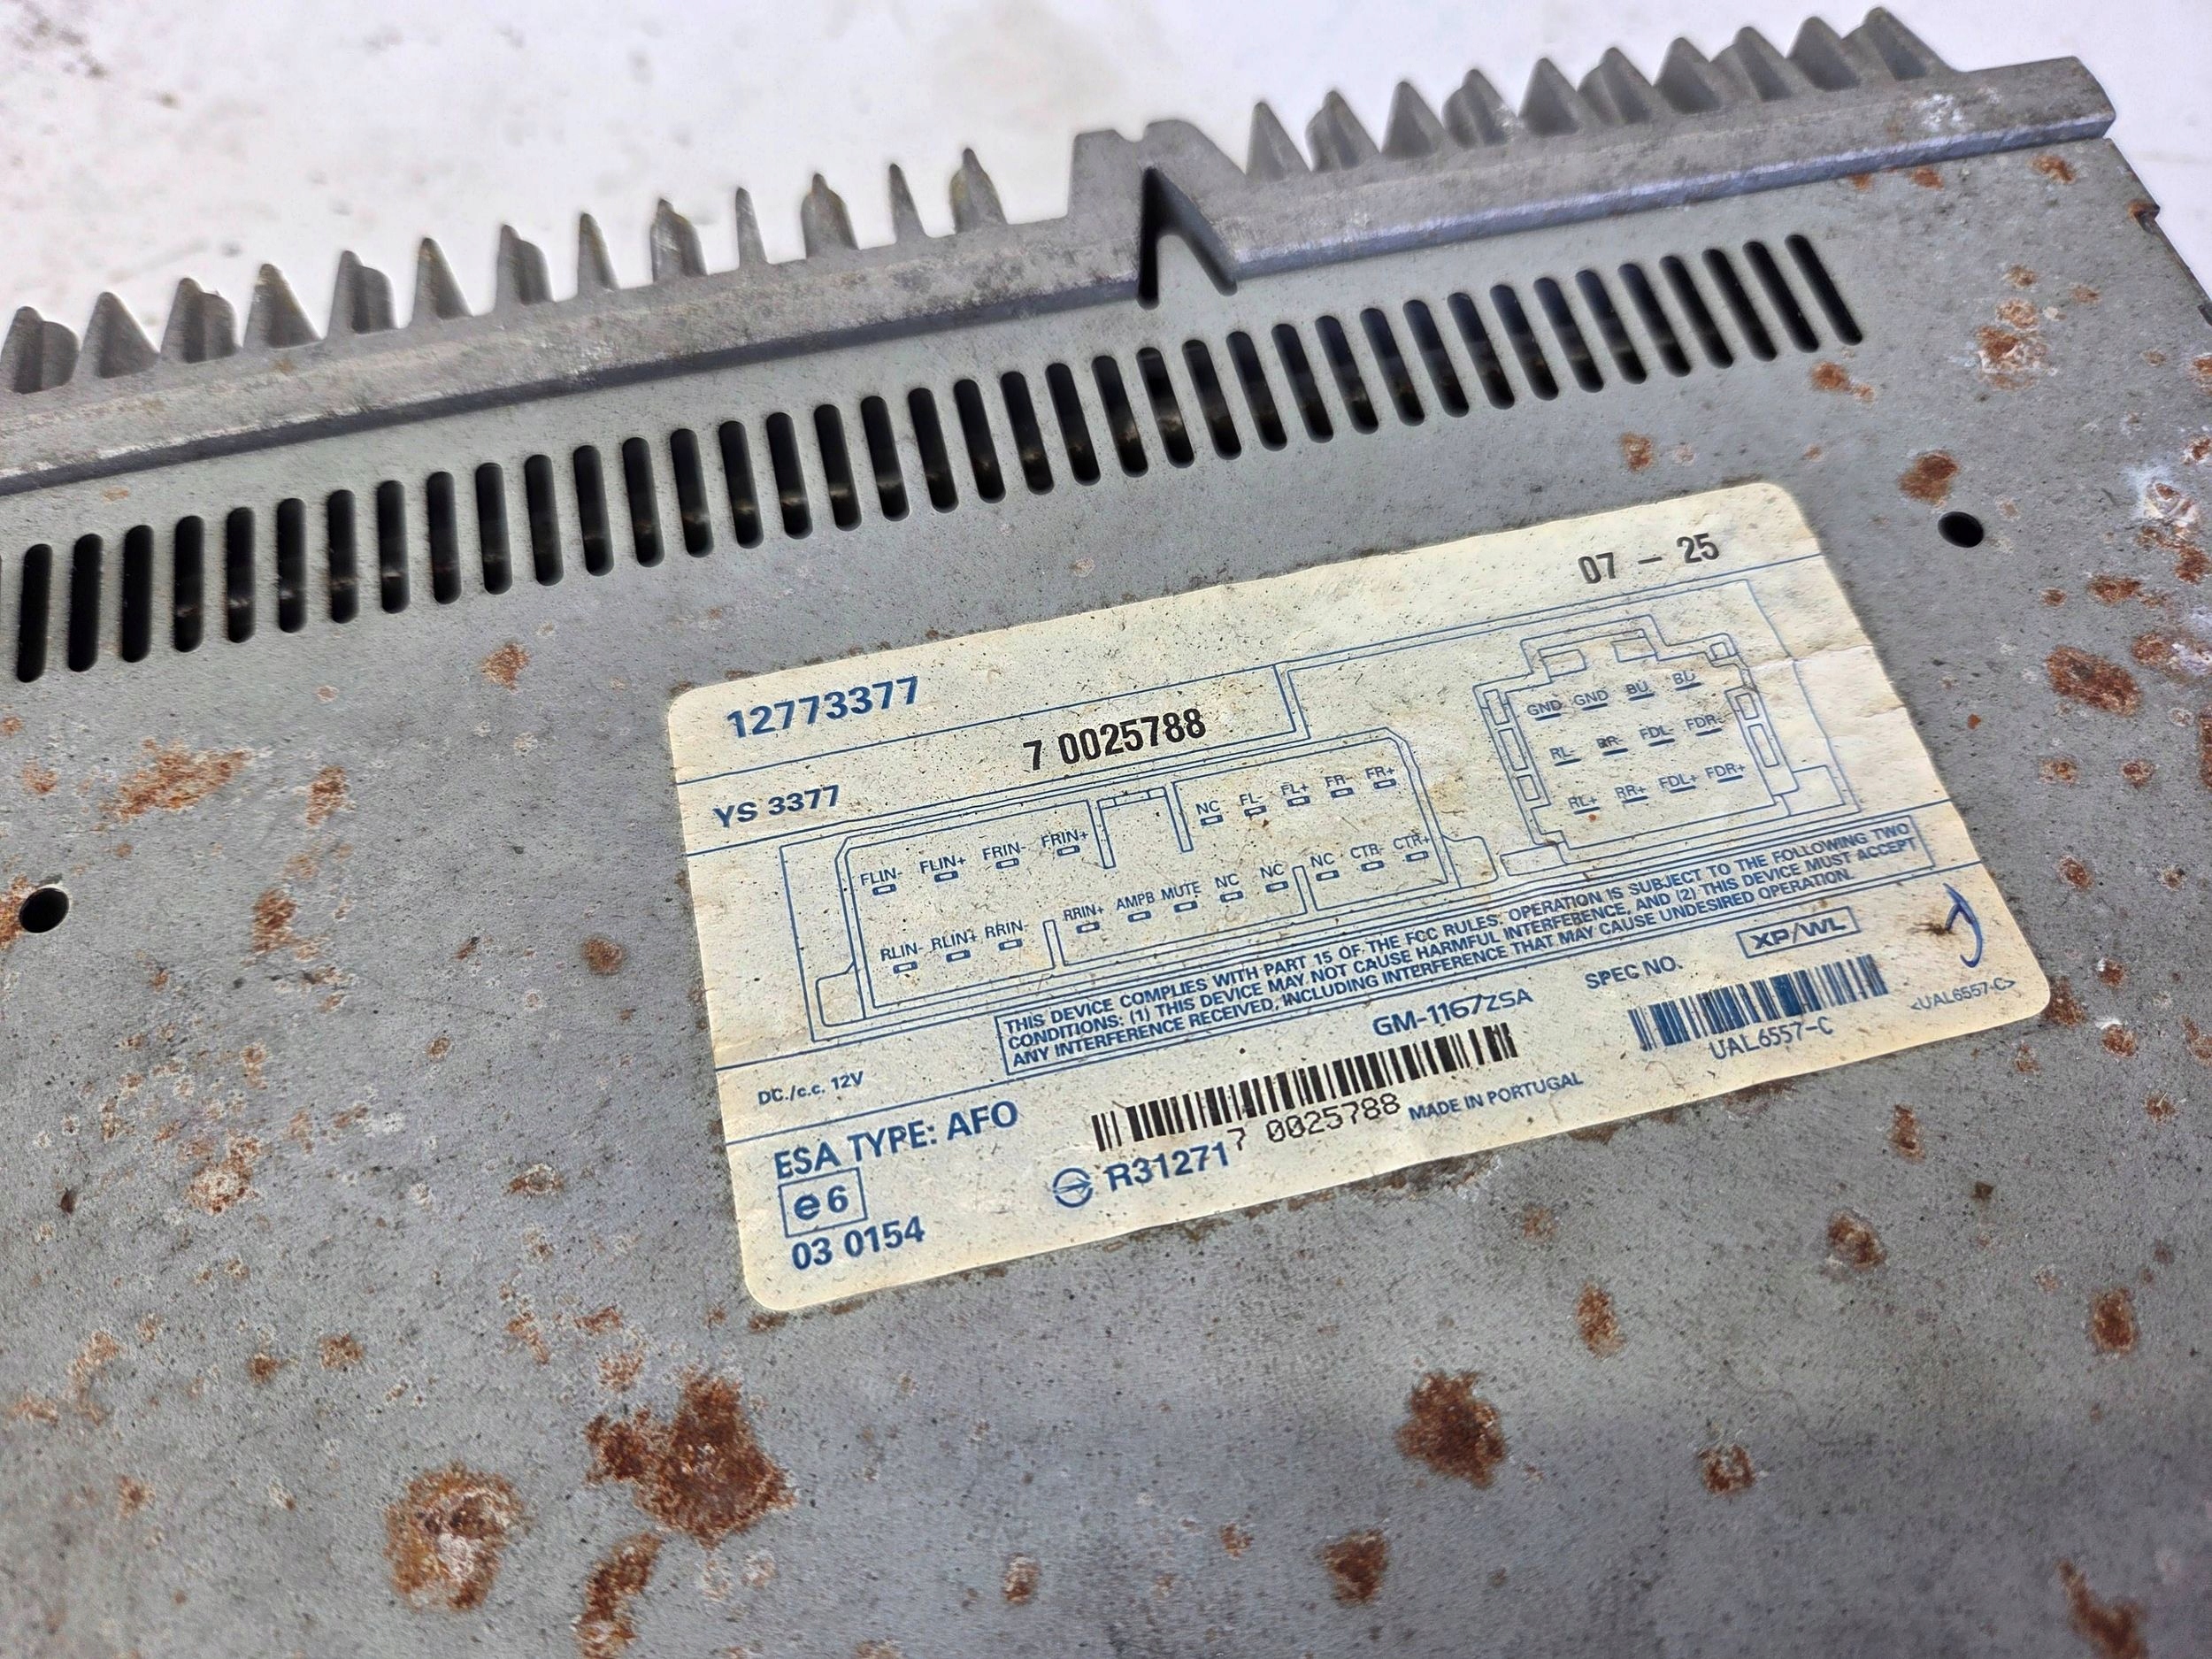 07 - 25
12773377
7 0025788
YS 3377
GND GND BU BU
RL- RR- FDL- FDR-
RL+ RR+ FDL+ FDR+
NC FL- FL+ FR- FR+
FLIN- FLIN+ FRIN- FRIN+
RLIN- RLIN+ RRIN- RRIN+ AMPB MUTE NC NC NC CTR- CTR+
THIS DEVICE COMPLIES WITH PART 15 OF THE FCC RULES. OPERATION IS SUBJECT TO THE FOLLOWING TWO
CONDITIONS: (1) THIS DEVICE MAY NOT CAUSE HARMFUL INTERFERENCE, AND (2) THIS DEVICE MUST ACCEPT
ANY INTERFERENCE RECEIVED, INCLUDING INTERFERENCE THAT MAY CAUSE UNDESIRED OPERATION.
DC./c.c. 12V
GM-1167ZSA
SPEC NO.
XP/WL
<UAL6557-C>
UAL6557-C
ESA TYPE: AFO
7 0025788
MADE IN PORTUGAL
e6
R31271
03 0154